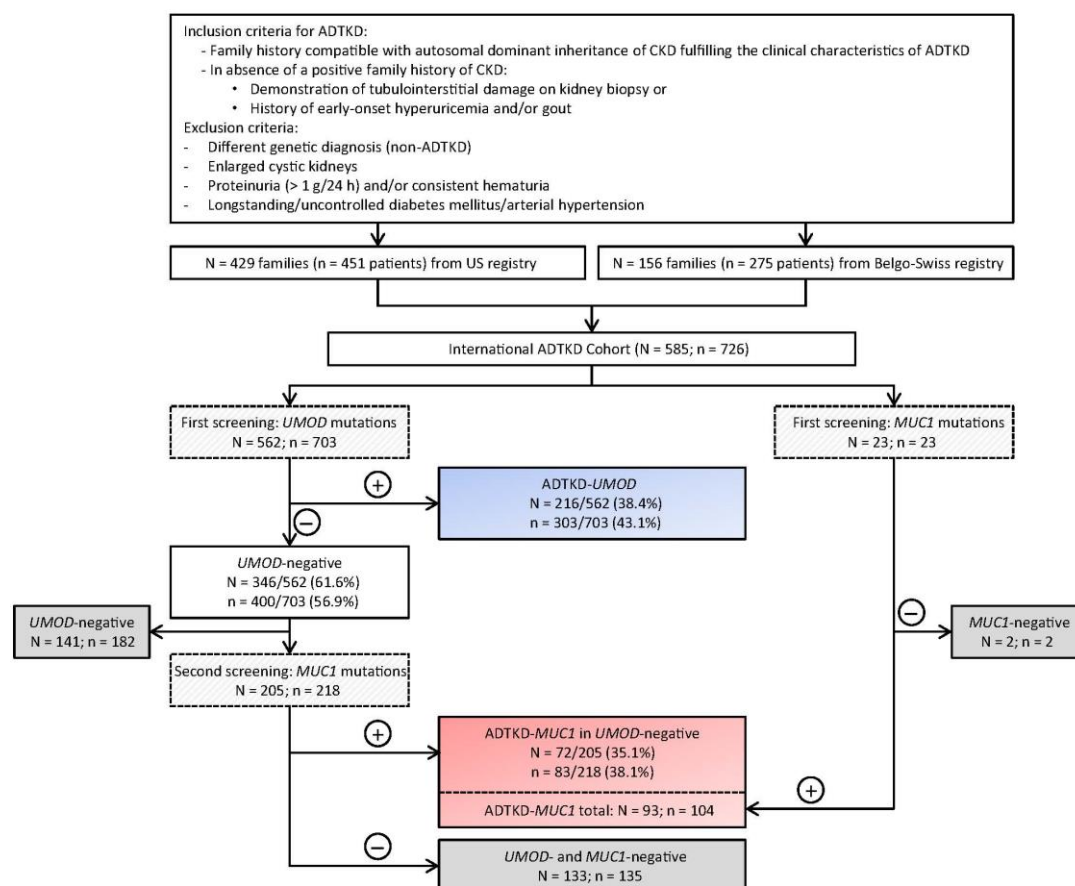 Inclusion criteria for ADTKD:
- Family history compatible with autosomal dominant inheritance of CKD fulfilling the clinical characteristics of ADTKD
- In absence of a positive family history of CKD:
• Demonstration of tubulointerstitial damage on kidney biopsy or
• History of early-onset hyperuricemia and/or gout
Exclusion criteria:
- Different genetic diagnosis (non-ADTKD)
- Enlarged cystic kidneys
- Proteinuria (> 1 g/24 h) and/or consistent hematuria
- Longstanding/uncontrolled diabetes mellitus/arterial hypertension
N = 429 families (n = 451 patients) from US registry
N = 156 families (n = 275 patients) from Belgo-Swiss registry
International ADTKD Cohort (N = 585; n = 726)
First screening: UMOD mutations
N = 562; n = 703
First screening: MUC1 mutations
N = 23; n = 23
+
ADTKD-UMOD
N = 216/562 (38.4%)
n = 303/703 (43.1%)
−
UMOD-negative
N = 346/562 (61.6%)
n = 400/703 (56.9%)
UMOD-negative
N = 141; n = 182
−
MUC1-negative
N = 2; n = 2
Second screening: MUC1 mutations
N = 205; n = 218
+
ADTKD-MUC1 in UMOD-negative
N = 72/205 (35.1%)
n = 83/218 (38.1%)
+
ADTKD-MUC1 total: N = 93; n = 104
−
UMOD- and MUC1-negative
N = 133; n = 135